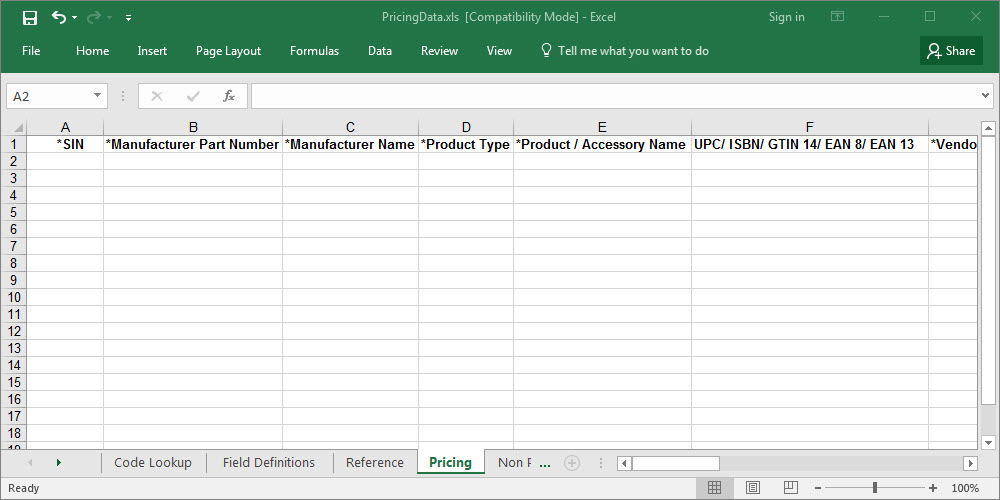 PricingData.xls [Compatibility Mode] - Excel
Sign in
File Home Insert Page Layout Formulas Data Review View Tell me what you want to do Share
A2 fx
A B C D E F
1 *SIN *Manufacturer Part Number *Manufacturer Name *Product Type *Product / Accessory Name UPC/ ISBN/ GTIN 14/ EAN 8/ EAN 13 *Vendo
2
3
4
5
6
7
8
9
10
11
12
13
14
15
16
17
18
19
Code Lookup Field Definitions Reference Pricing Non P ...
Ready 100%